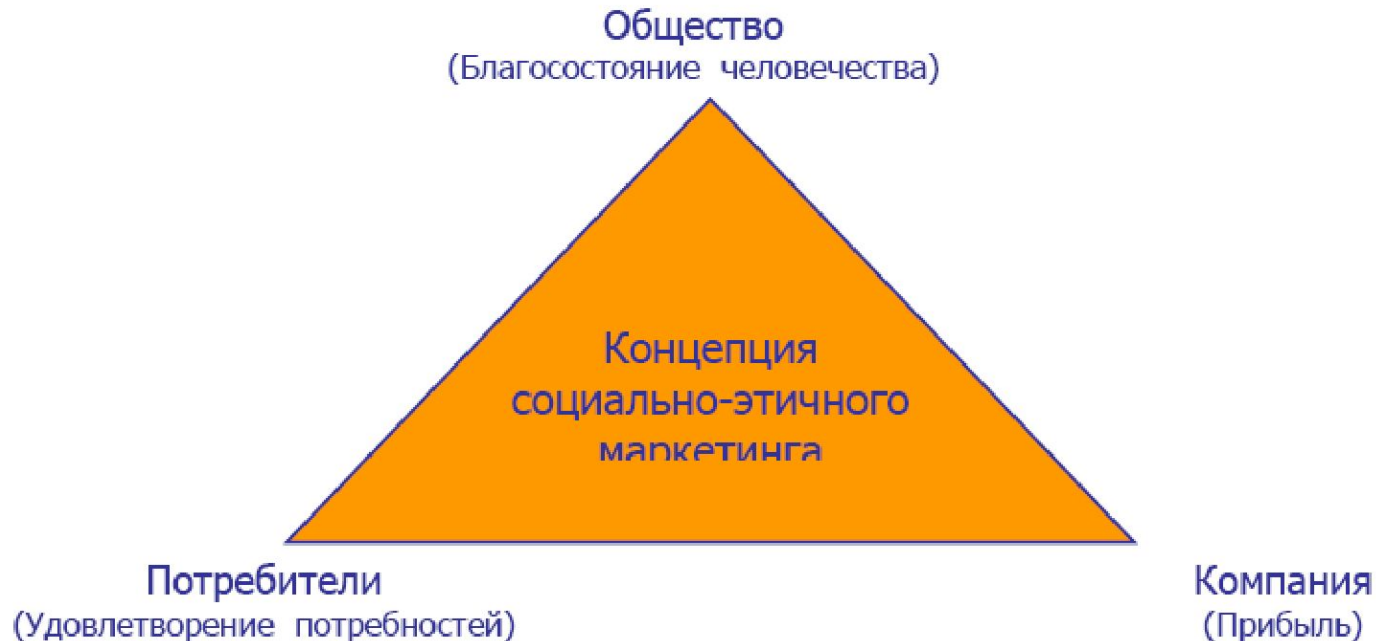 Общество
(Благосостояние человечества)
Концепция
социально-этичного
маркетинга
Потребители
(Удовлетворение потребностей)
Компания
(Прибыль)